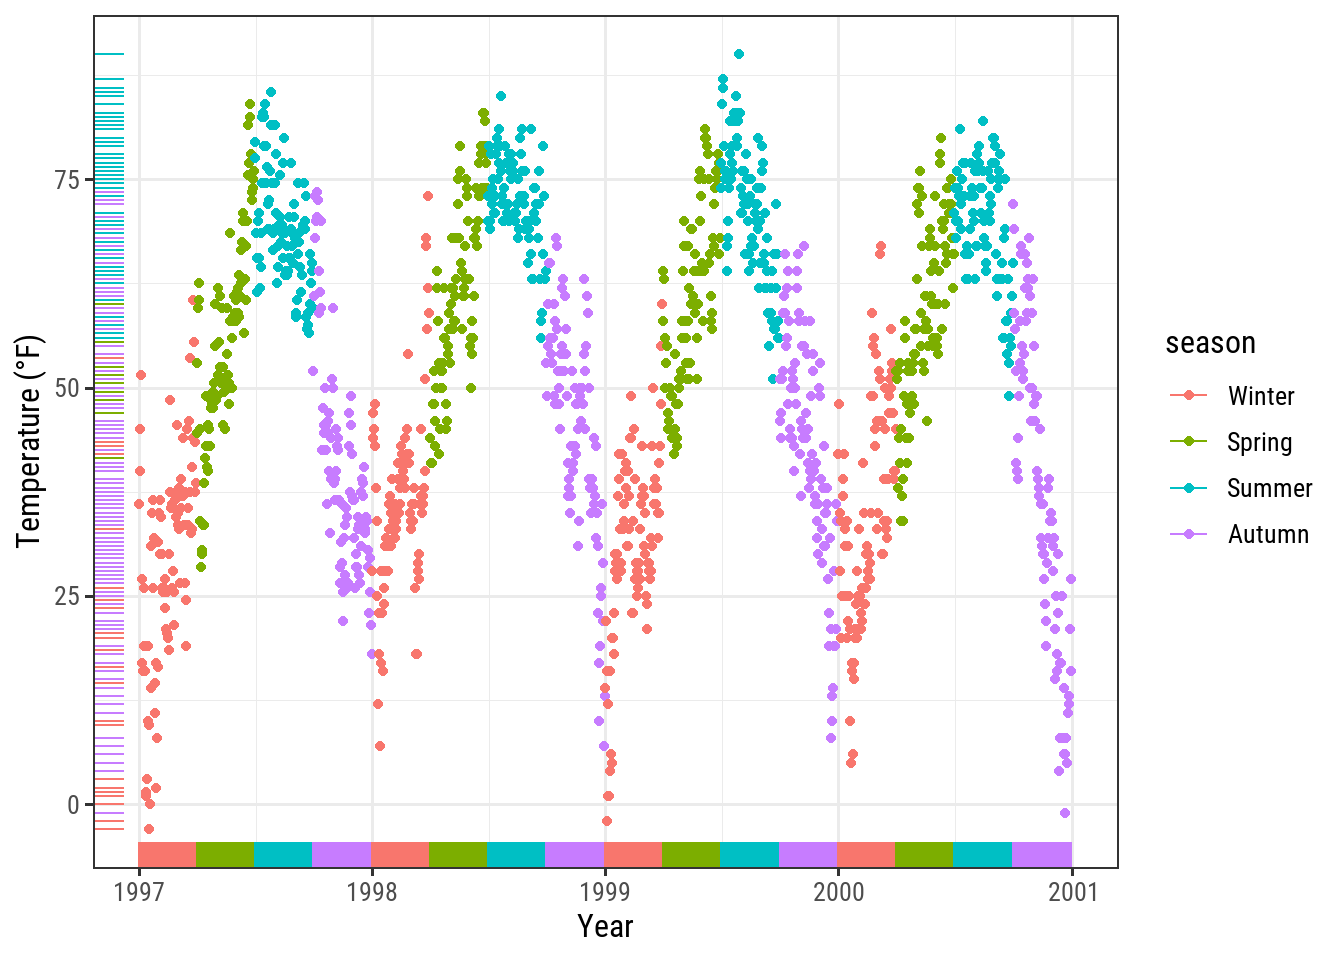 Temperature (°F)
75
50
25
0
1997 1998 1999 2000 2001
Year
season
Winter
Spring
Summer
Autumn